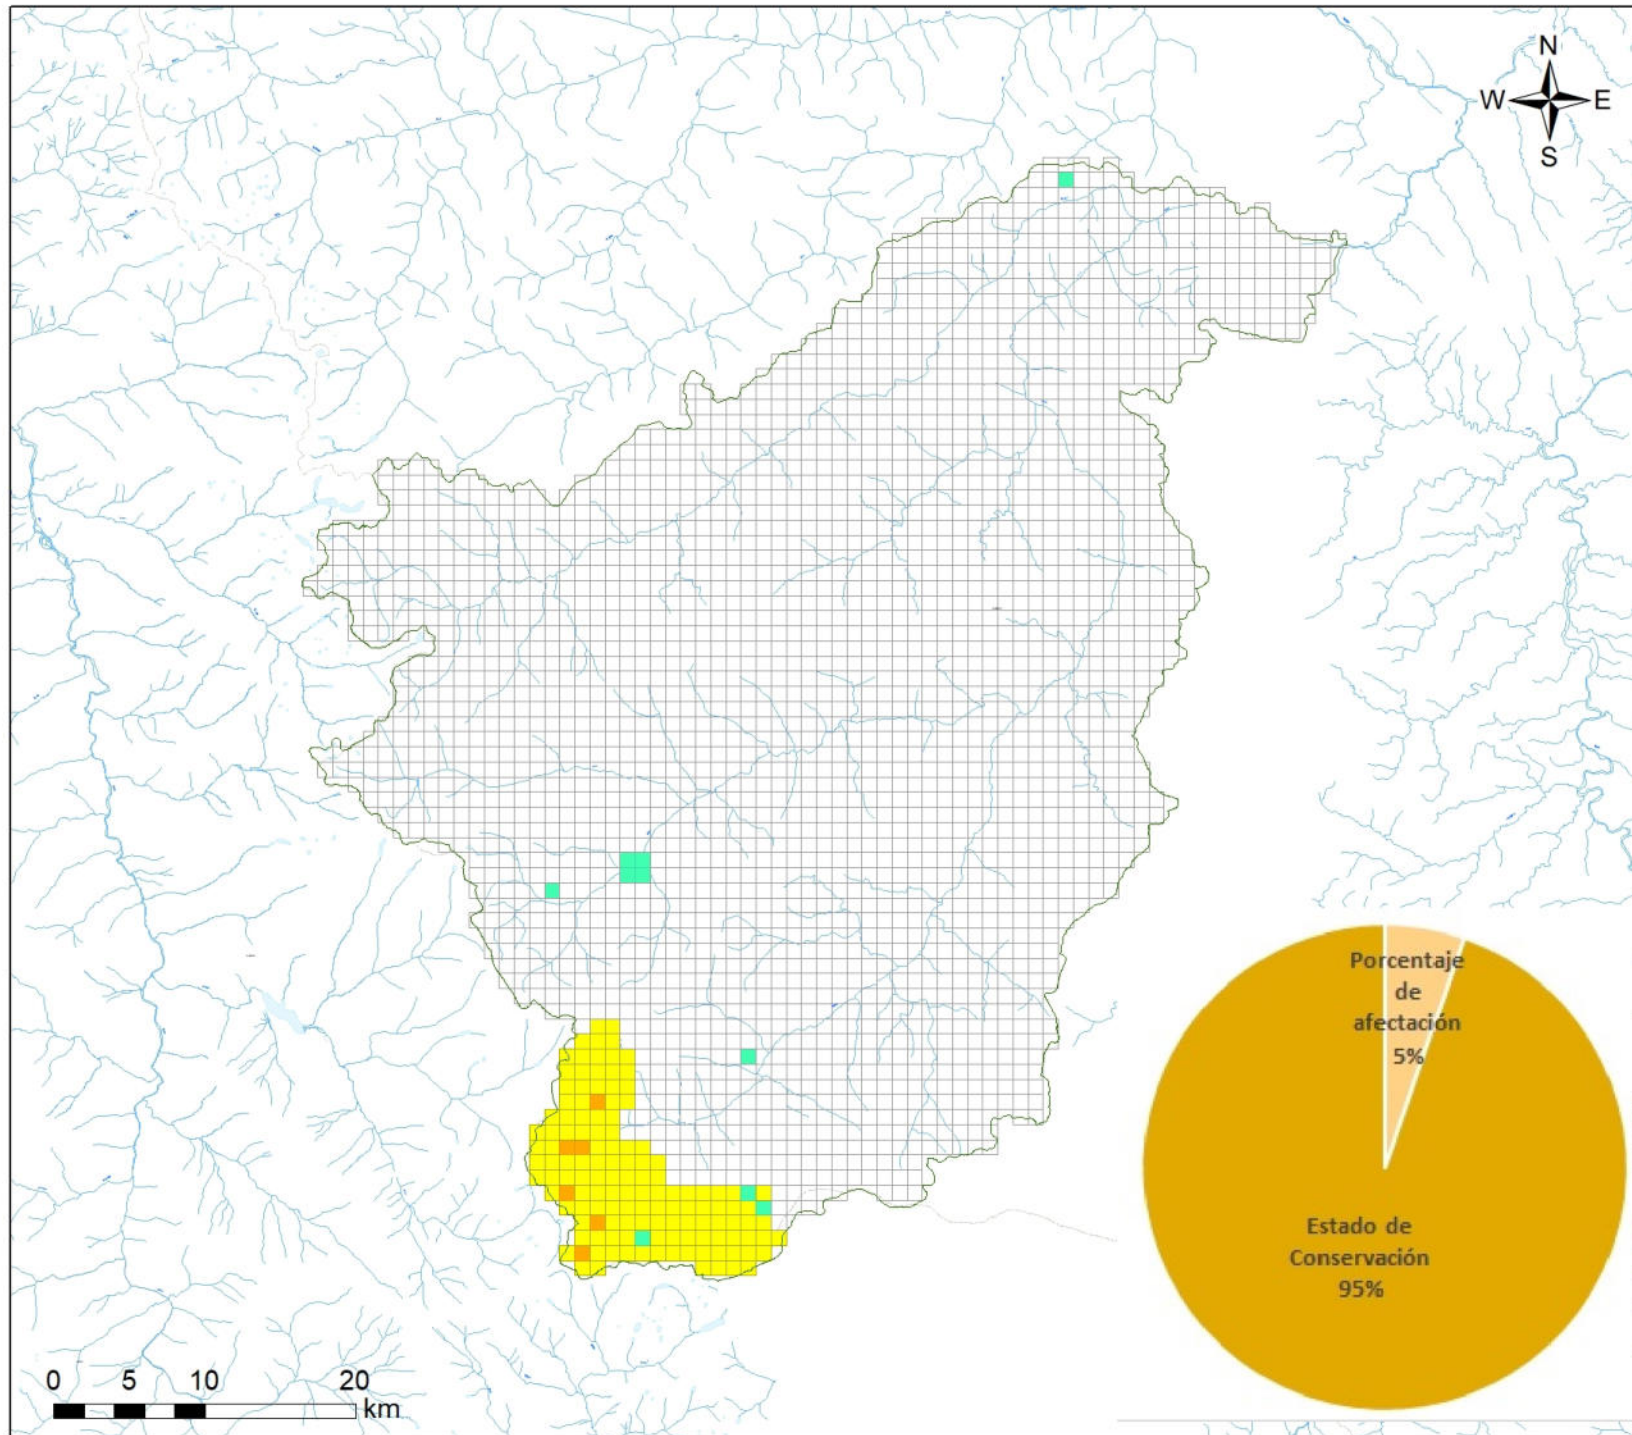 N
W E
S
Porcentaje
de
afectación
5%
Estado de
Conservación
95%
0 5 10 20
km